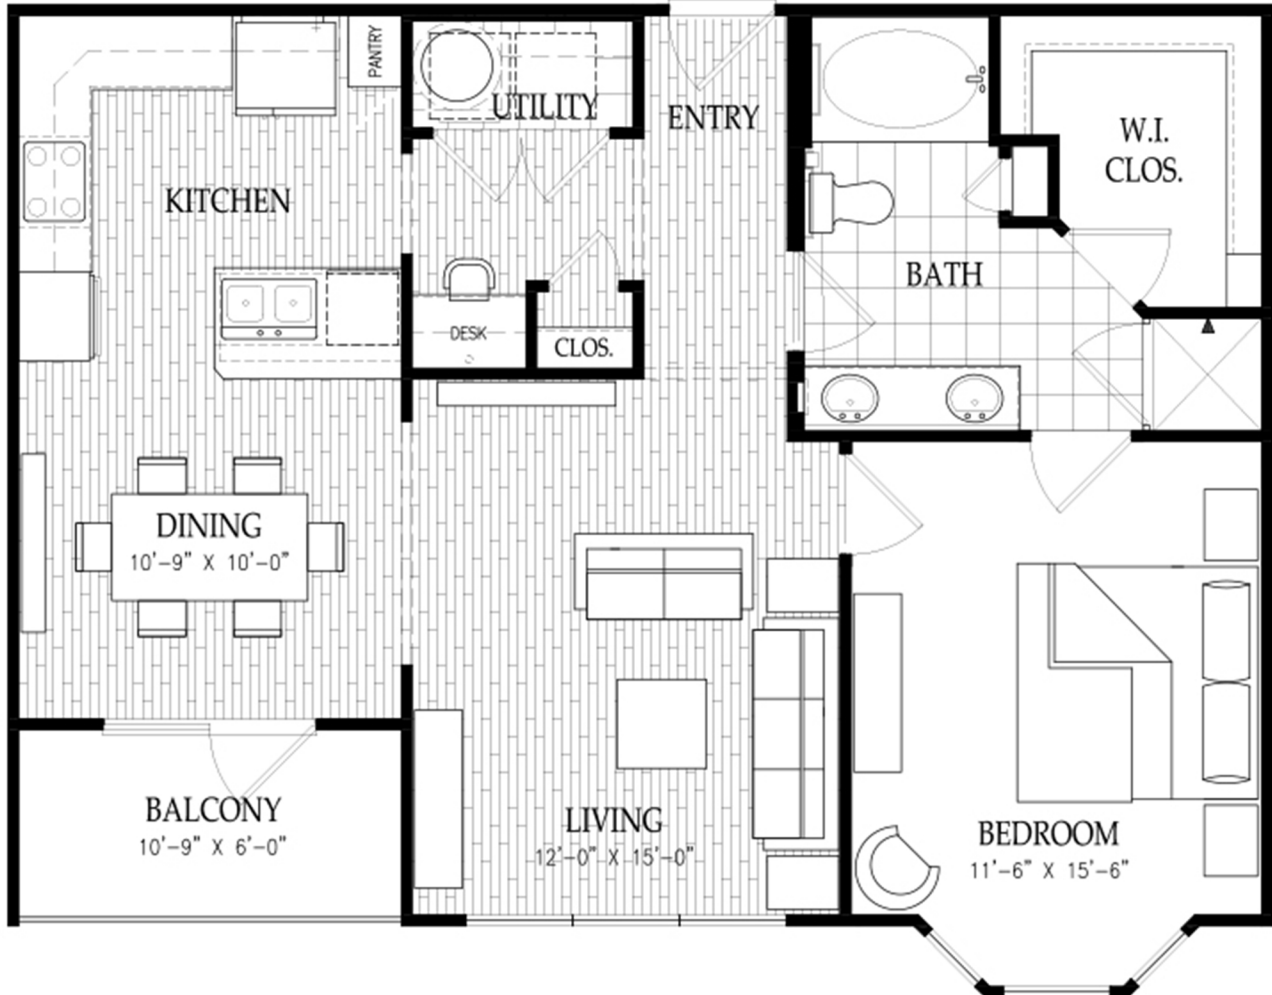 PANTRY
UTILITY
ENTRY
W.I.
CLOS.
KITCHEN
BATH
DESK
CLOS.
DINING
10'-9" X 10'-0"
BALCONY
10'-9" X 6'-0"
LIVING
12'-0" X 15'-0"
BEDROOM
11'-6" X 15'-6"